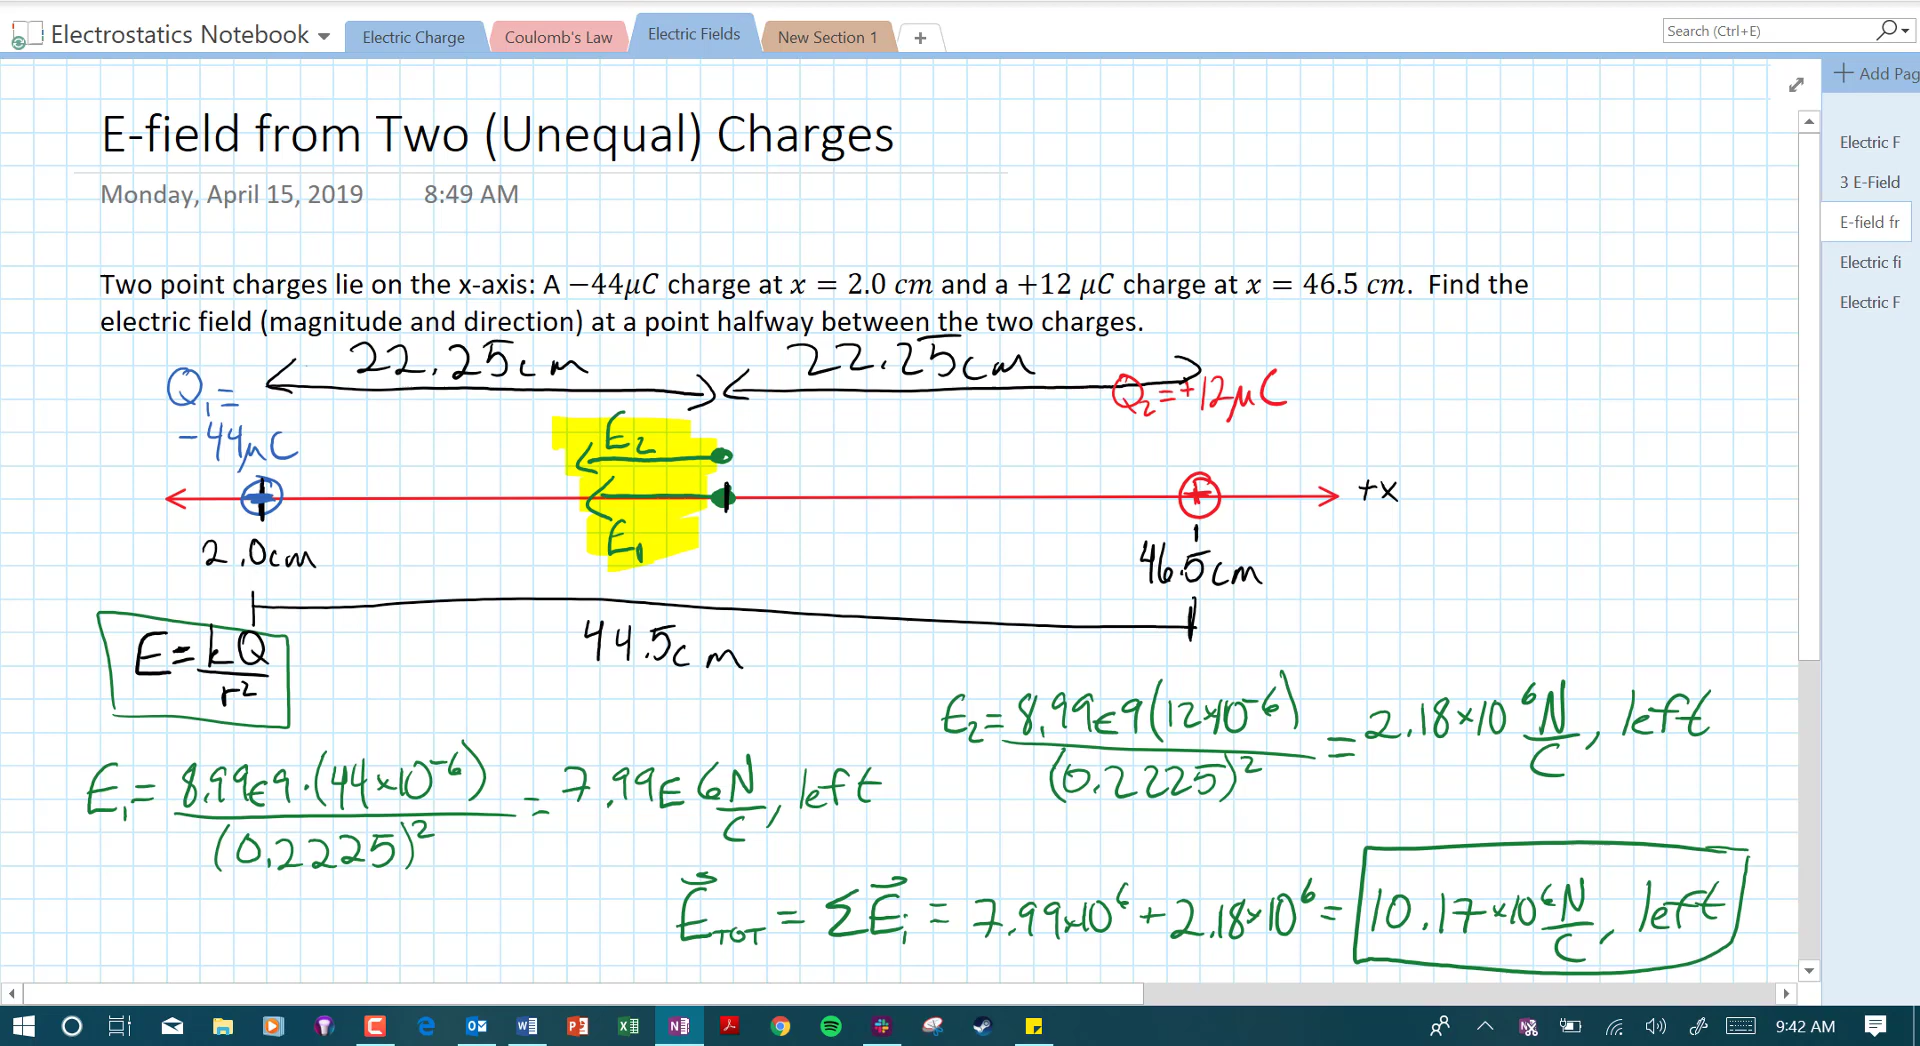 Electrostatics Notebook
Electric Charge
Coulomb's Law
Electric Fields
New Section 1
Search (Ctrl+E)
Add Pag
E-field from Two (Unequal) Charges
Monday, April 15, 2019 8:49 AM
Electric F
3 E-Field
E-field fr
Electric fi
Electric F
Two point charges lie on the x-axis: A −44μC charge at x = 2.0 cm and a +12 μC charge at x = 46.5 cm. Find the
electric field (magnitude and direction) at a point halfway between the two charges.
22.25cm 22.25cm
Q₁ =
−44μC
Q₂ = +12μC
E₂
E₁
+x
2.0cm
46.5cm
44.5cm
E = kQ/r²
E₂ = 8.99E9(12×10⁻⁶)/(0.2225)² = 2.18×10⁶ N/C, left
E₁ = 8.99E9·(44×10⁻⁶)/(0.2225)² = 7.99E6 N/C, left
E⃗TOT = ΣE⃗ᵢ = 7.99×10⁶ + 2.18×10⁶ = 10.17×10⁶ N/C, left
9:42 AM